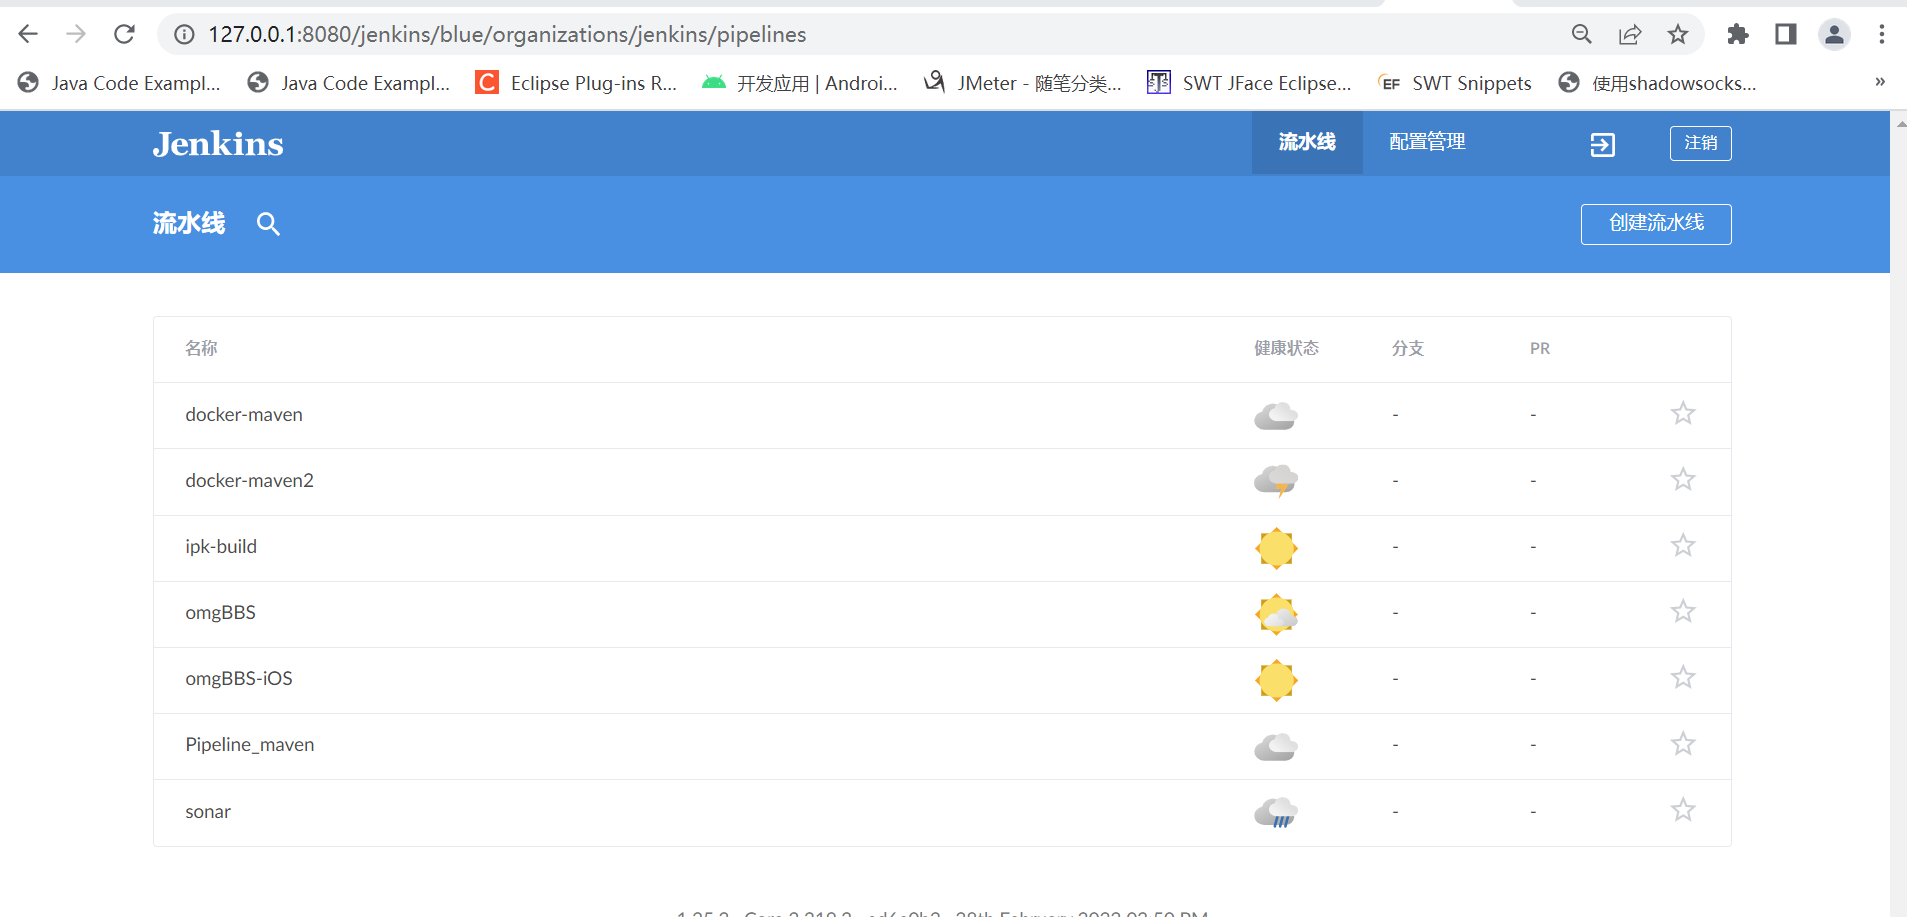 127.0.0.1:8080/jenkins/blue/organizations/jenkins/pipelines
Java Code Exampl... Java Code Exampl... Eclipse Plug-ins R... 开发应用 | Androi... JMeter - 随笔分类... SWT JFace Eclipse... SWT Snippets 使用shadowsocks... »
Jenkins 流水线 配置管理 注销
流水线 创建流水线
名称 健康状态 分支 PR
docker-maven - -
docker-maven2 - -
ipk-build - -
omgBBS - -
omgBBS-iOS - -
Pipeline_maven - -
sonar - -